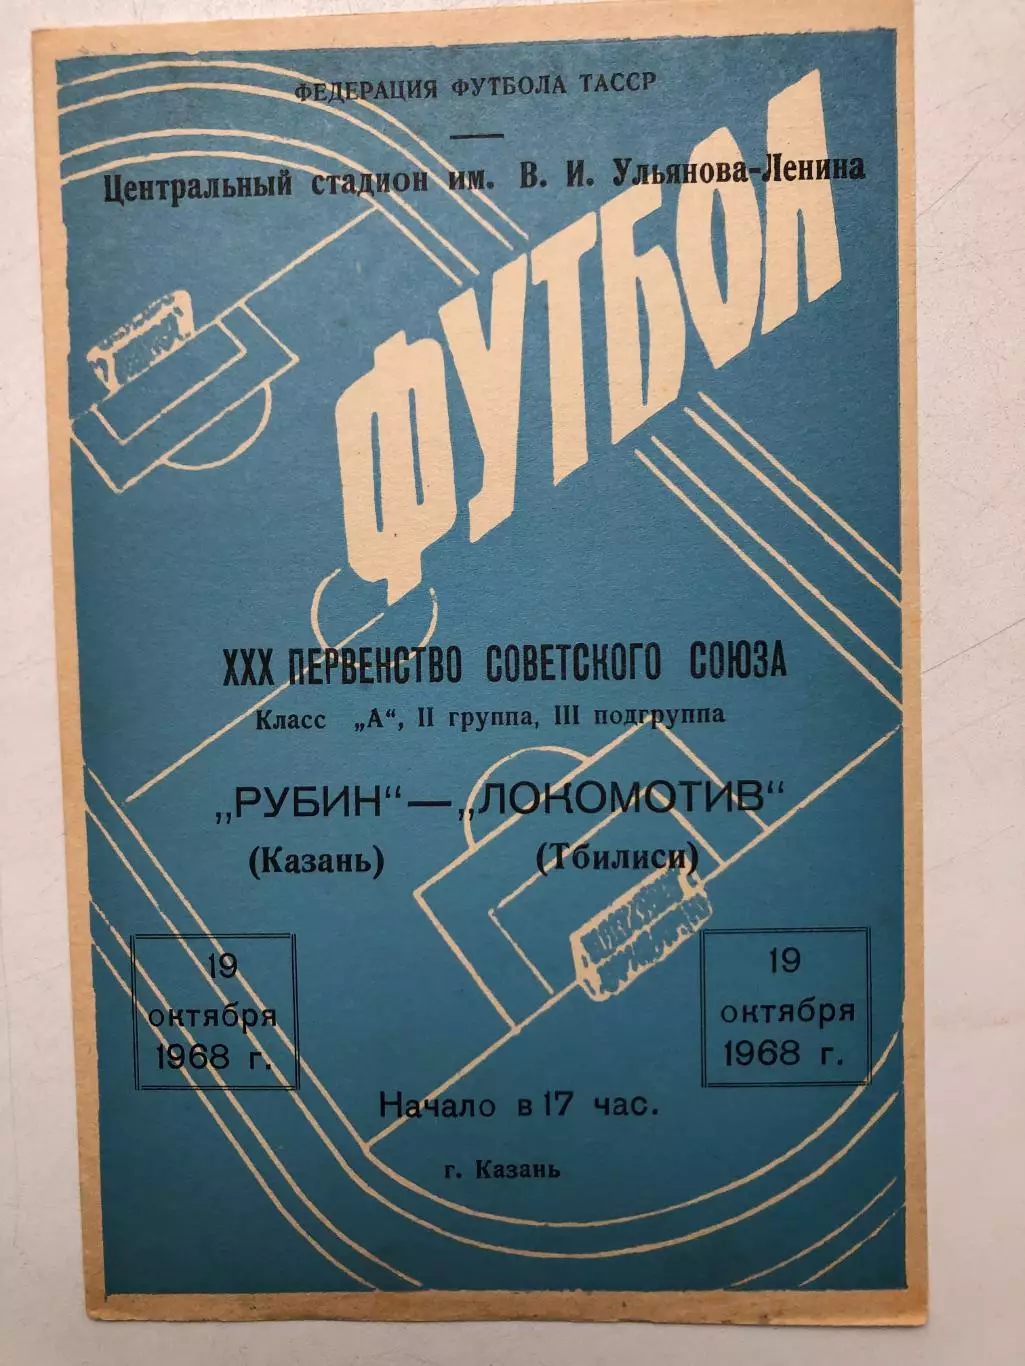 ФЕДЕРАЦИЯ ФУТБОЛА ТАССР
Центральный стадион им. В. И. Ульянова-Ленина
ФУТБОЛ
XXX ПЕРВЕНСТВО СОВЕТСКОГО СОЮЗА
Класс „А“, II группа, III подгруппа
„РУБИН“ — „ЛОКОМОТИВ“
(Казань) (Тбилиси)
19 октября 1968 г.
19 октября 1968 г.
Начало в 17 час.
г. Казань